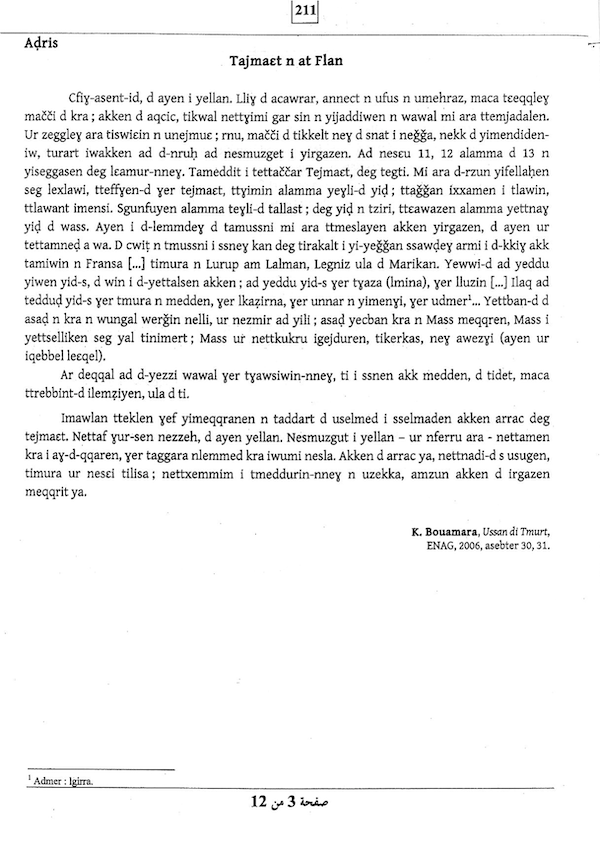 211
Aḍris
Tajmaɛt n at Flan
Cfiɣ-asent-id, d ayen i yellan. Lliɣ d acawrar, annect n ufus n umehraz, maca tɛeqqleɣ
mačči d kra ; akken d aqcic, tikwal nettɣimi gar sin n yijaddiwen n wawal mi ara ttemjadalen.
Ur zeggleɣ ara tiswiɛin n unejmuɛ ; rnu, mačči d tikkelt neɣ d snat i neǧǧa, nekk d yimendiden-
iw, turart iwakken ad d-nruḥ ad nesmuzget i yirgazen. Ad nesɛu 11, 12 alamma d 13 n
yiseggasen deg lɛamur-nneɣ. Tameddit i tettaččar Tejmaɛt, deg tegti. Mi ara d-rzun yifellaḥen
seg lexlawi, tteffɣen-d ɣer tejmaɛt, ttɣimin alamma yeɣli-d yiḍ ; ttaǧǧan ixxamen i tlawin,
ttlawant imensi. Sgunfuyen alamma teɣli-d tallast ; deg yiḍ n tziri, ttɛawazen alamma yettnaɣ
yiḍ d wass. Ayen i d-lemmdeɣ d tamussni mi ara ttmeslayen akken yirgazen, d ayen ur
tettamneḍ a wa. D cwiṭ n tmussni i ssneɣ kan deg tirakalt i yi-yeǧǧan ssawḍeɣ armi i d-kkiɣ akk
tamiwin n Fransa [...] timura n Lurup am Lalman, Legniz ula d Marikan. Yewwi-d ad yeddu
yiwen yid-s, d win i d-yettalsen akken ; ad yeddu yid-s ɣer tɣaza (lmina), ɣer lluzin [...] Ilaq ad
tedduḍ yid-s ɣer tmura n medden, ɣer lkaẓirna, ɣer unnar n yimenɣi, ɣer udmer¹... Yettban-d d
asaḍ n kra n wungal werǧin nelli, ur nezmir ad yili ; asaḍ yecban kra n Mass meqqren, Mass i
yettselliken seg yal tinimert ; Mass ur nettkukru igejduren, tikerkas, neɣ awezɣi (ayen ur
iqebbel leɛqel).
Ar deqqal ad d-yezzi wawal ɣer tɣawsiwin-nneɣ, ti i ssnen akk medden, d tidet, maca
ttrebbint-d ilemẓiyen, ula d ti.
Imawlan tteklen ɣef yimeqqranen n taddart d uselmed i sselmaden akken arrac deg
tejmaɛt. Nettaf ɣur-sen nezzeh, d ayen yellan. Nesmuzgut i yellan – ur nferru ara - nettamen
kra i aɣ-d-qqaren, ɣer taggara nlemmed kra iwumi nesla. Akken d arrac ya, nettnadi-d s usugen,
timura ur nesɛi tilisa ; nettxemmim i tmeddurin-nneɣ n uzekka, amzun akken d irgazen
meqqrit ya.
K. Bouamara, Ussan di Tmurt,
ENAG, 2006, asebter 30, 31.
¹ Admer : lgirra.
صفحة 3 من 12